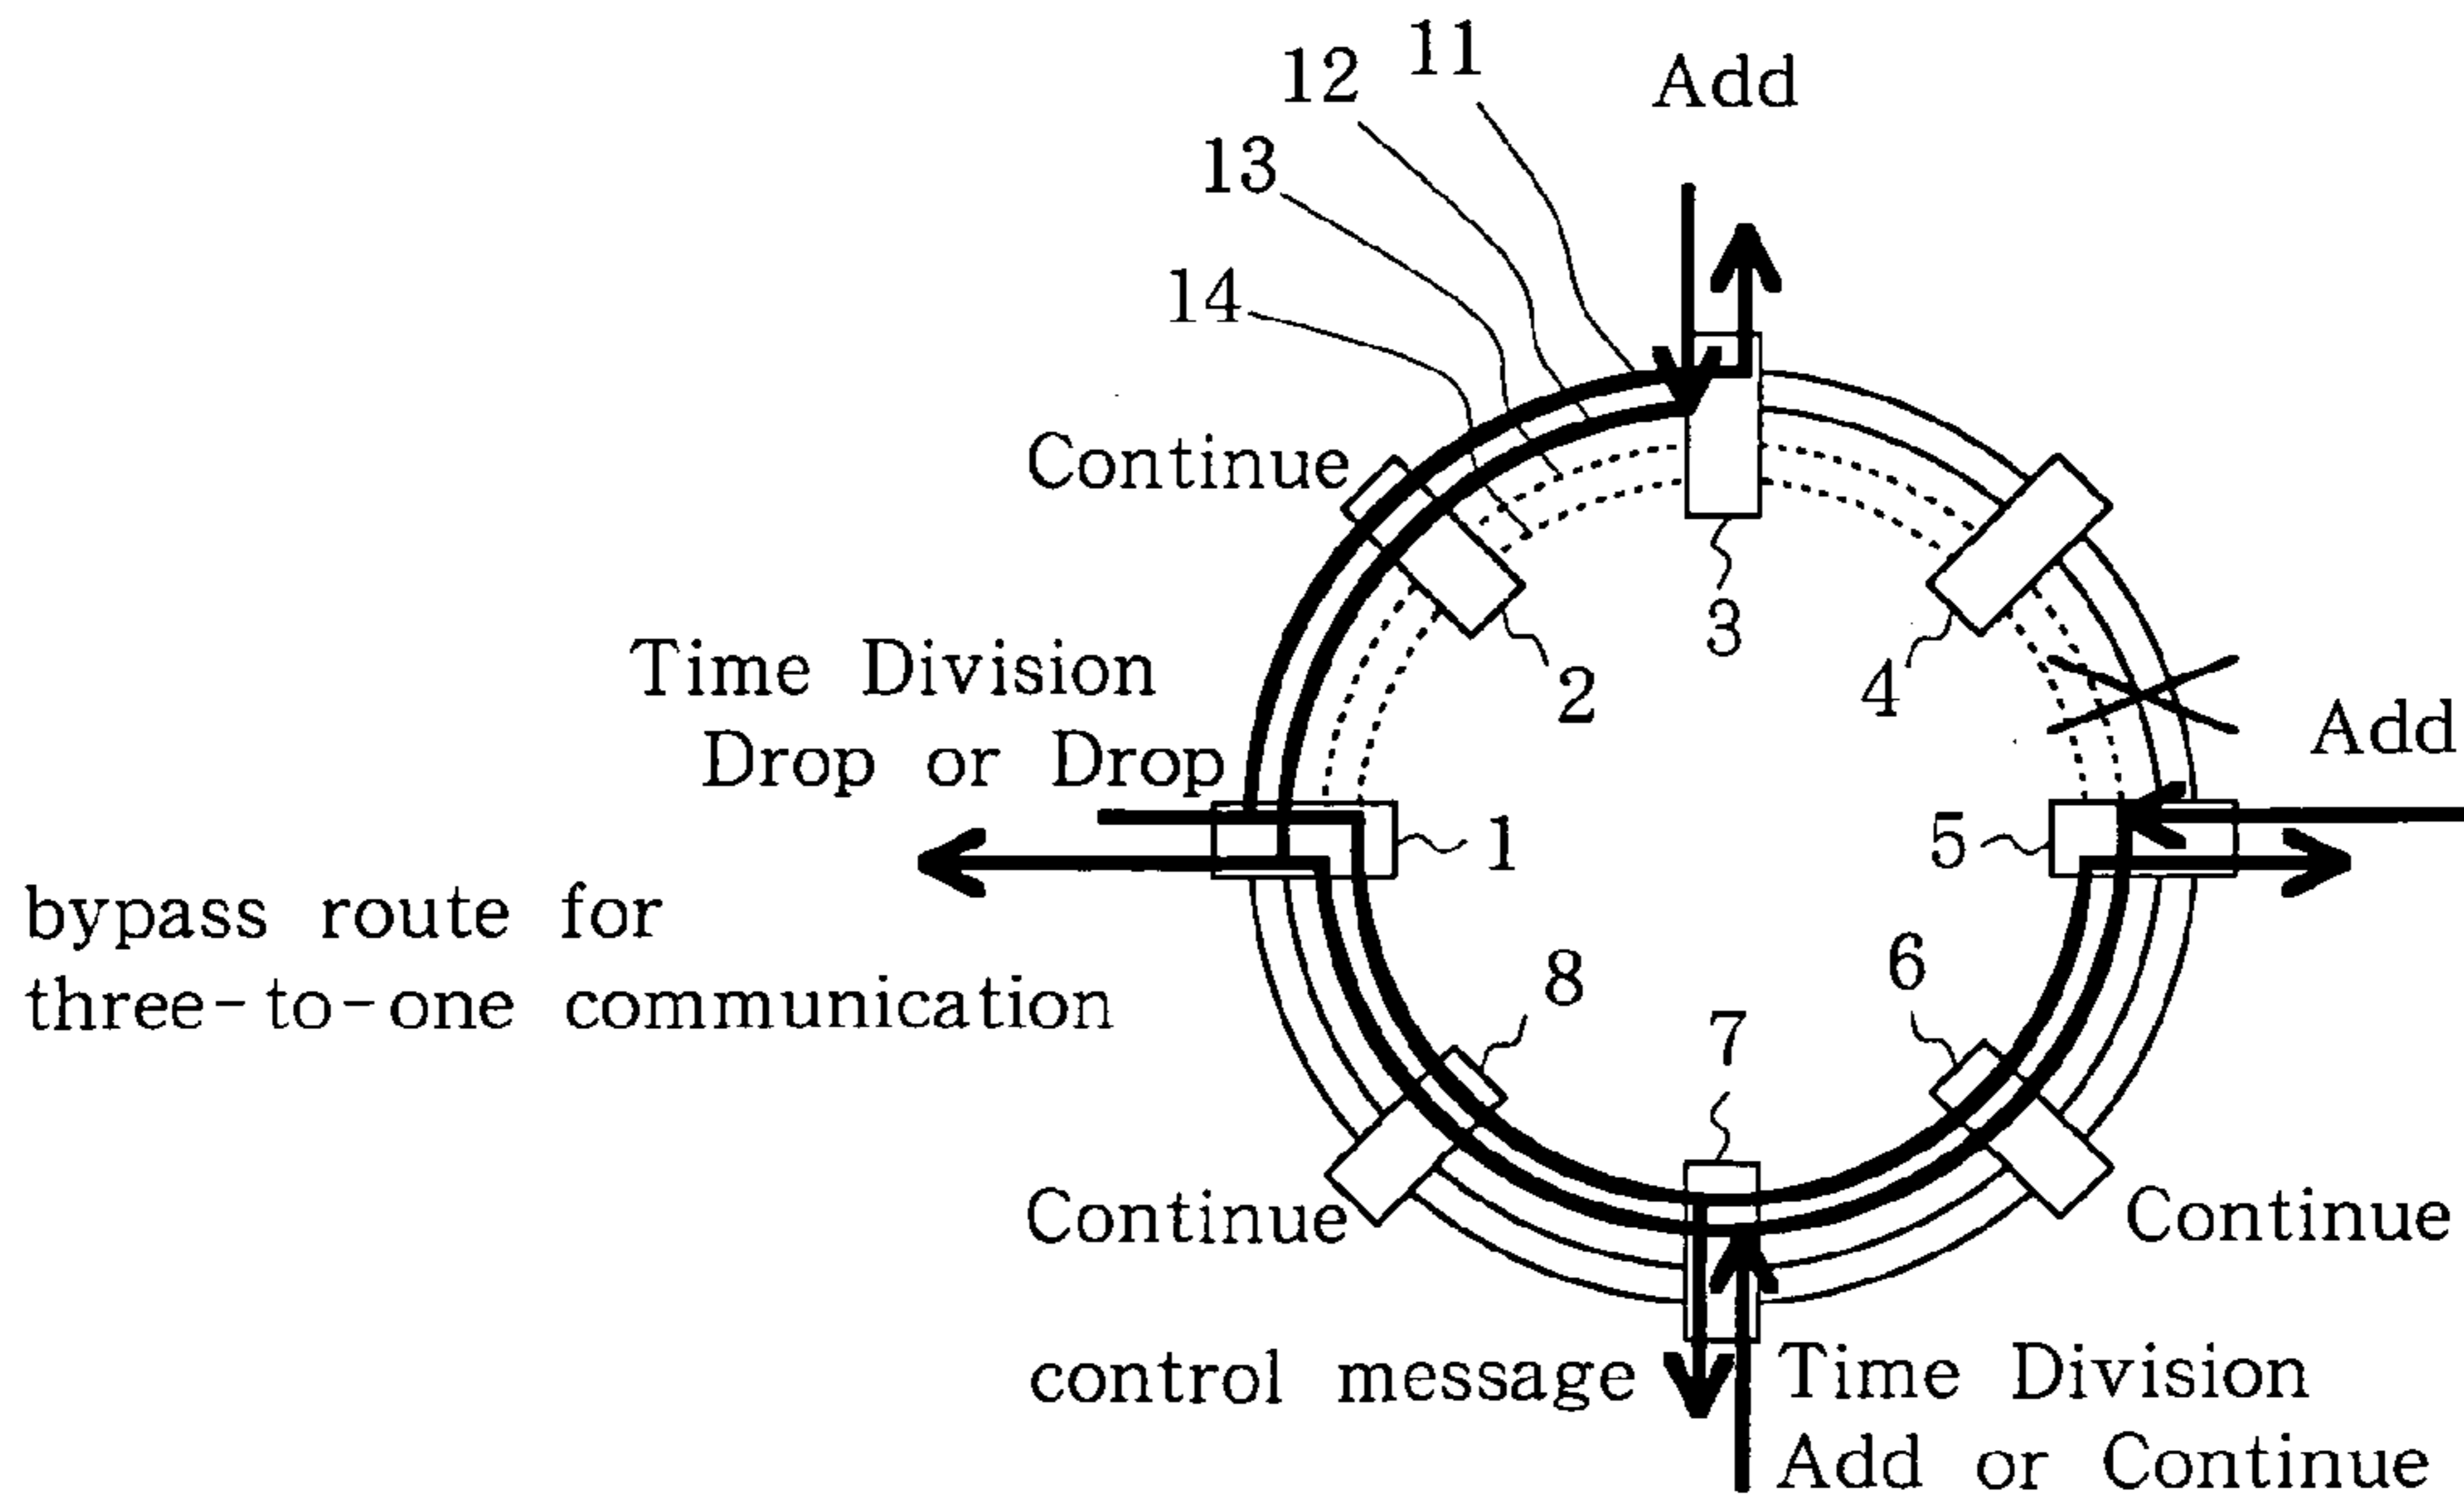 11
12
Add
13
14
Continue
3
2
4
Time Division
Drop or Drop
Add
1
5
bypass route for
three-to-one communication
8
6
7
Continue
Continue
control message
Time Division
Add or Continue